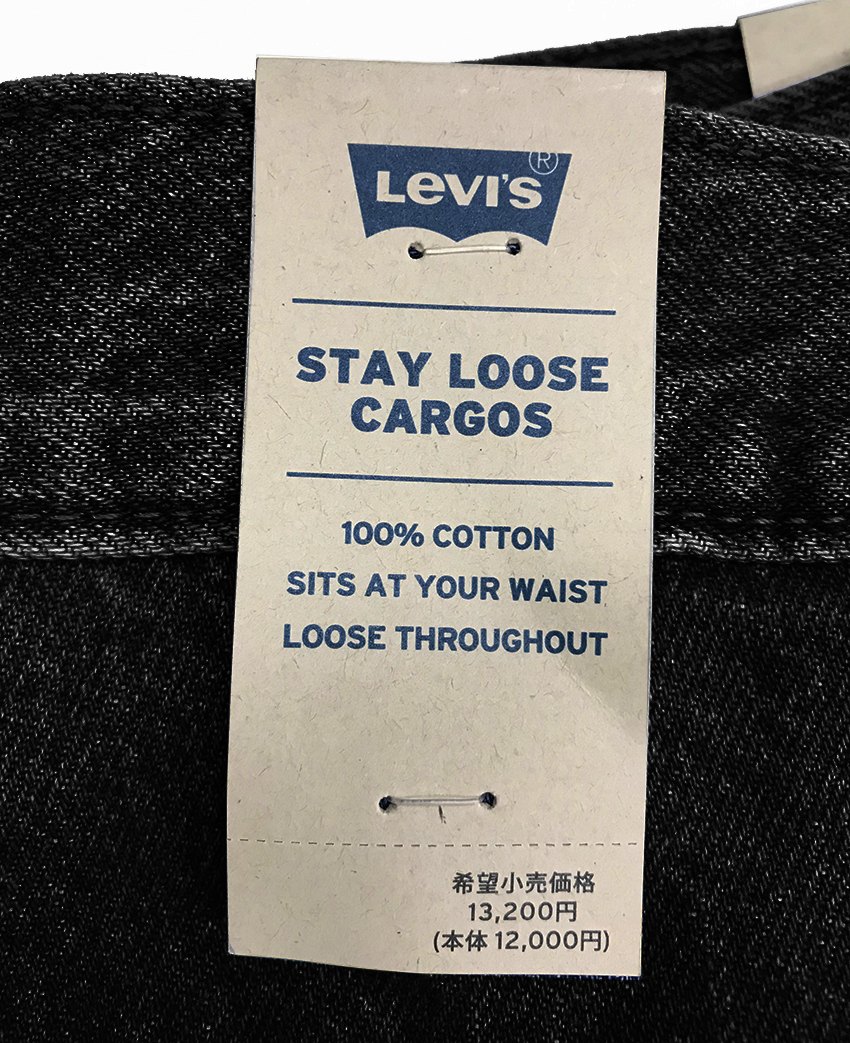 Levi's®
STAY LOOSE
CARGOS
100% COTTON
SITS AT YOUR WAIST
LOOSE THROUGHOUT
希望小売価格
13,200円
(本体 12,000円)